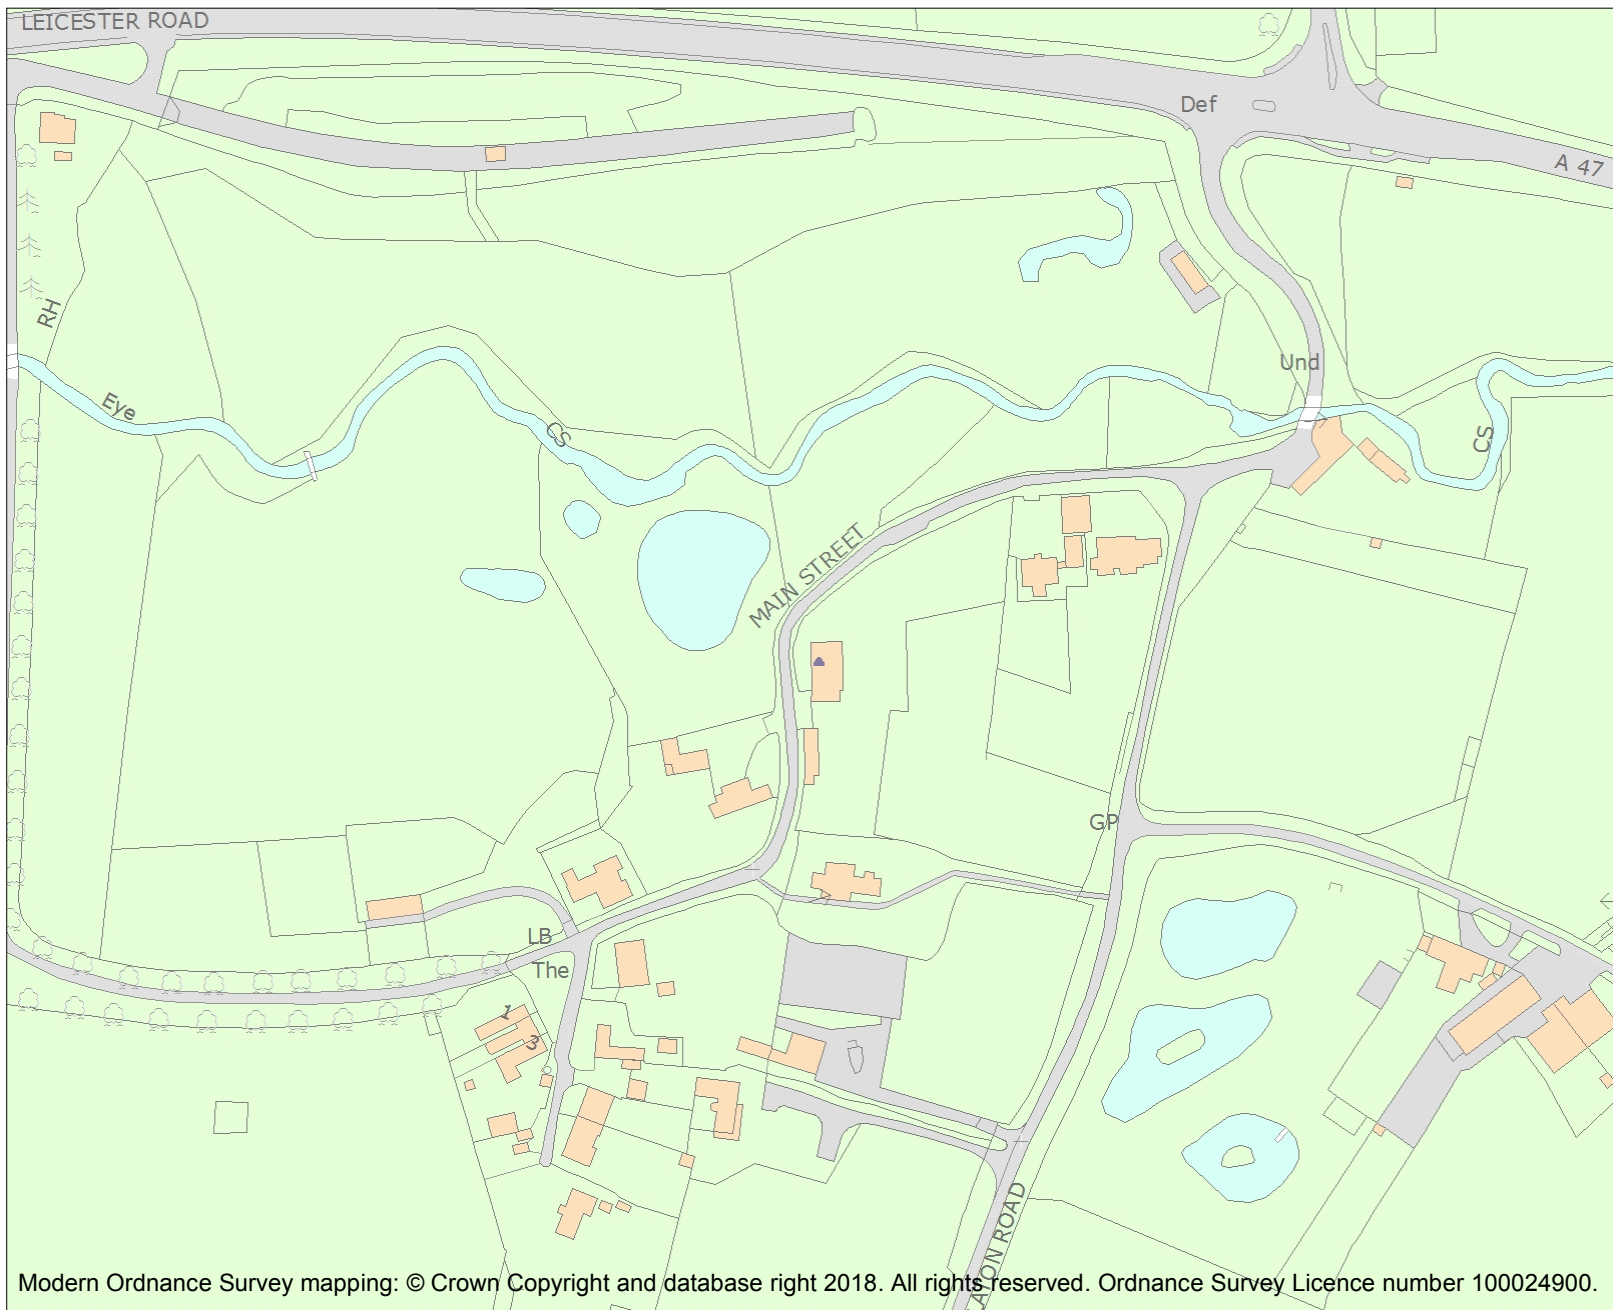 LEICESTER ROAD
Def
A 47
RH
Und
Eye
CS
CS
MAIN STREET
GP
LB
The
1
3
ROAD
Modern Ordnance Survey mapping: © Crown Copyright and database right 2018. All rights reserved. Ordnance Survey Licence number 100024900.